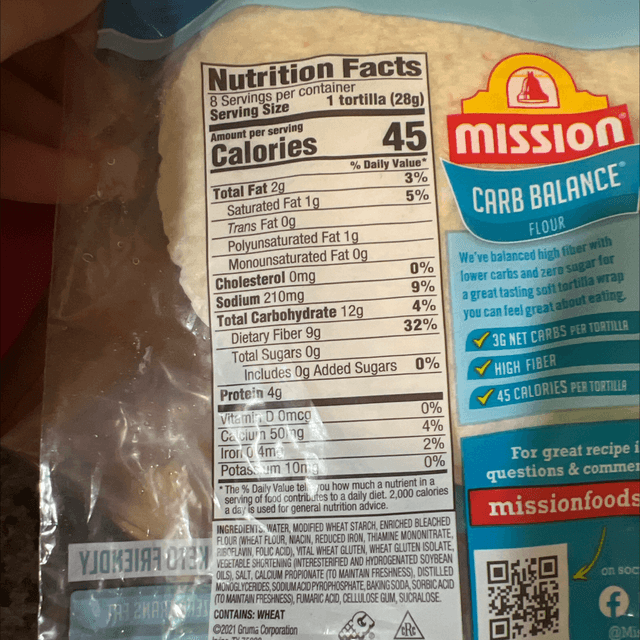 Nutrition Facts
8 Servings per container
Serving Size 1 tortilla (28g)
Amount per serving
Calories 45
% Daily Value*
Total Fat 2g 3%
Saturated Fat 1g 5%
Trans Fat 0g
Polyunsaturated Fat 1g
Monounsaturated Fat 0g
Cholesterol 0mg 0%
Sodium 210mg 9%
Total Carbohydrate 12g 4%
Dietary Fiber 9g 32%
Total Sugars 0g
Includes 0g Added Sugars 0%
Protein 4g
Vitamin D 0mcg 0%
Calcium 50mg 4%
Iron 0.4mg 2%
Potassium 10mg 0%
*The % Daily Value tells you how much a nutrient in a
serving of food contributes to a daily diet. 2,000 calories
a day is used for general nutrition advice.
INGREDIENTS: WATER, MODIFIED WHEAT STARCH, ENRICHED BLEACHED
FLOUR (WHEAT FLOUR, NIACIN, REDUCED IRON, THIAMINE MONONITRATE,
RIBOFLAVIN, FOLIC ACID), VITAL WHEAT GLUTEN, WHEAT GLUTEN ISOLATE,
VEGETABLE SHORTENING (INTERESTERIFIED AND HYDROGENATED SOYBEAN
OILS), SALT, CALCIUM PROPIONATE (TO MAINTAIN FRESHNESS), DISTILLED
MONOGLYCERIDES, SODIUM ACID PYROPHOSPHATE, BAKING SODA, SORBIC ACID
(TO MAINTAIN FRESHNESS), FUMARIC ACID, CELLULOSE GUM, SUCRALOSE.
CONTAINS: WHEAT
©2021 Gruma Corporation
MISSION®
CARB BALANCE®
FLOUR
We've balanced high fiber with
lower carbs and zero sugar for
a great tasting soft tortilla wrap
you can feel great about eating.
3G NET CARBS PER TORTILLA
HIGH FIBER
45 CALORIES PER TORTILLA
For great recipe i
questions & commen
missionfoods
on soc
f
@Mi
KETO FRIENDLY
TRANS FAT